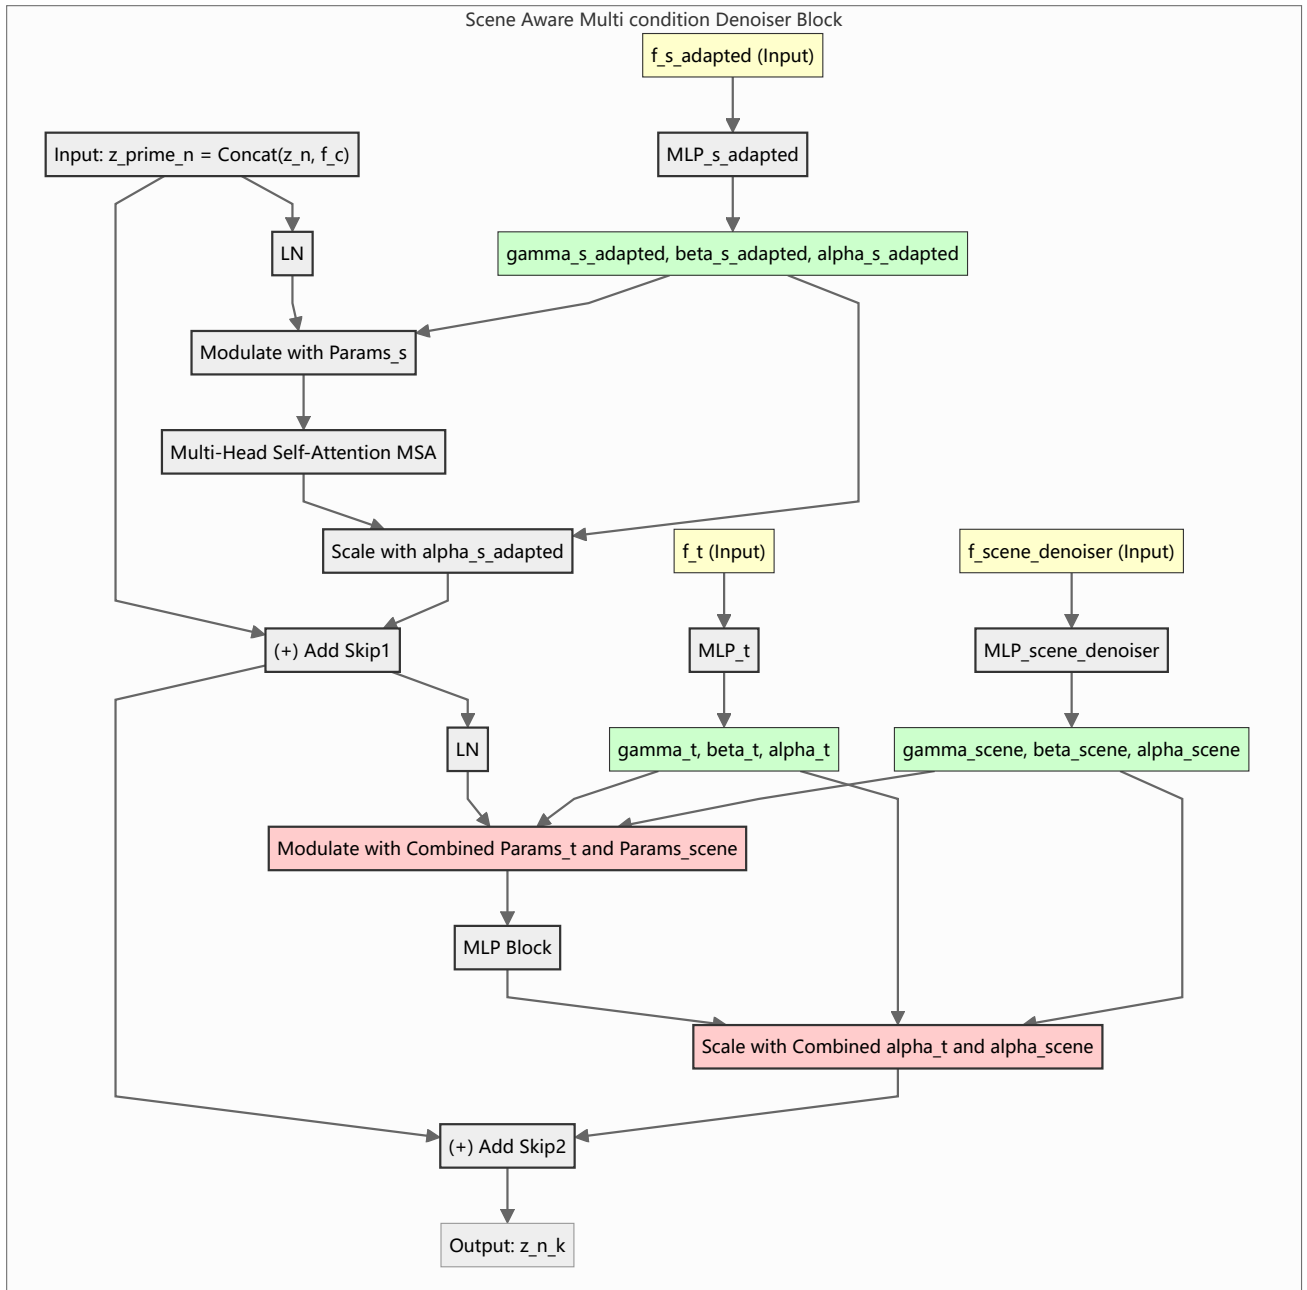 Scene Aware Multi condition Denoiser Block
f_s_adapted (Input)
Input: z_prime_n = Concat(z_n, f_c)
MLP_s_adapted
LN
gamma_s_adapted, beta_s_adapted, alpha_s_adapted
Modulate with Params_s
Multi-Head Self-Attention MSA
Scale with alpha_s_adapted
f_t (Input)
f_scene_denoiser (Input)
(+) Add Skip1
MLP_t
MLP_scene_denoiser
LN
gamma_t, beta_t, alpha_t
gamma_scene, beta_scene, alpha_scene
Modulate with Combined Params_t and Params_scene
MLP Block
Scale with Combined alpha_t and alpha_scene
(+) Add Skip2
Output: z_n_k